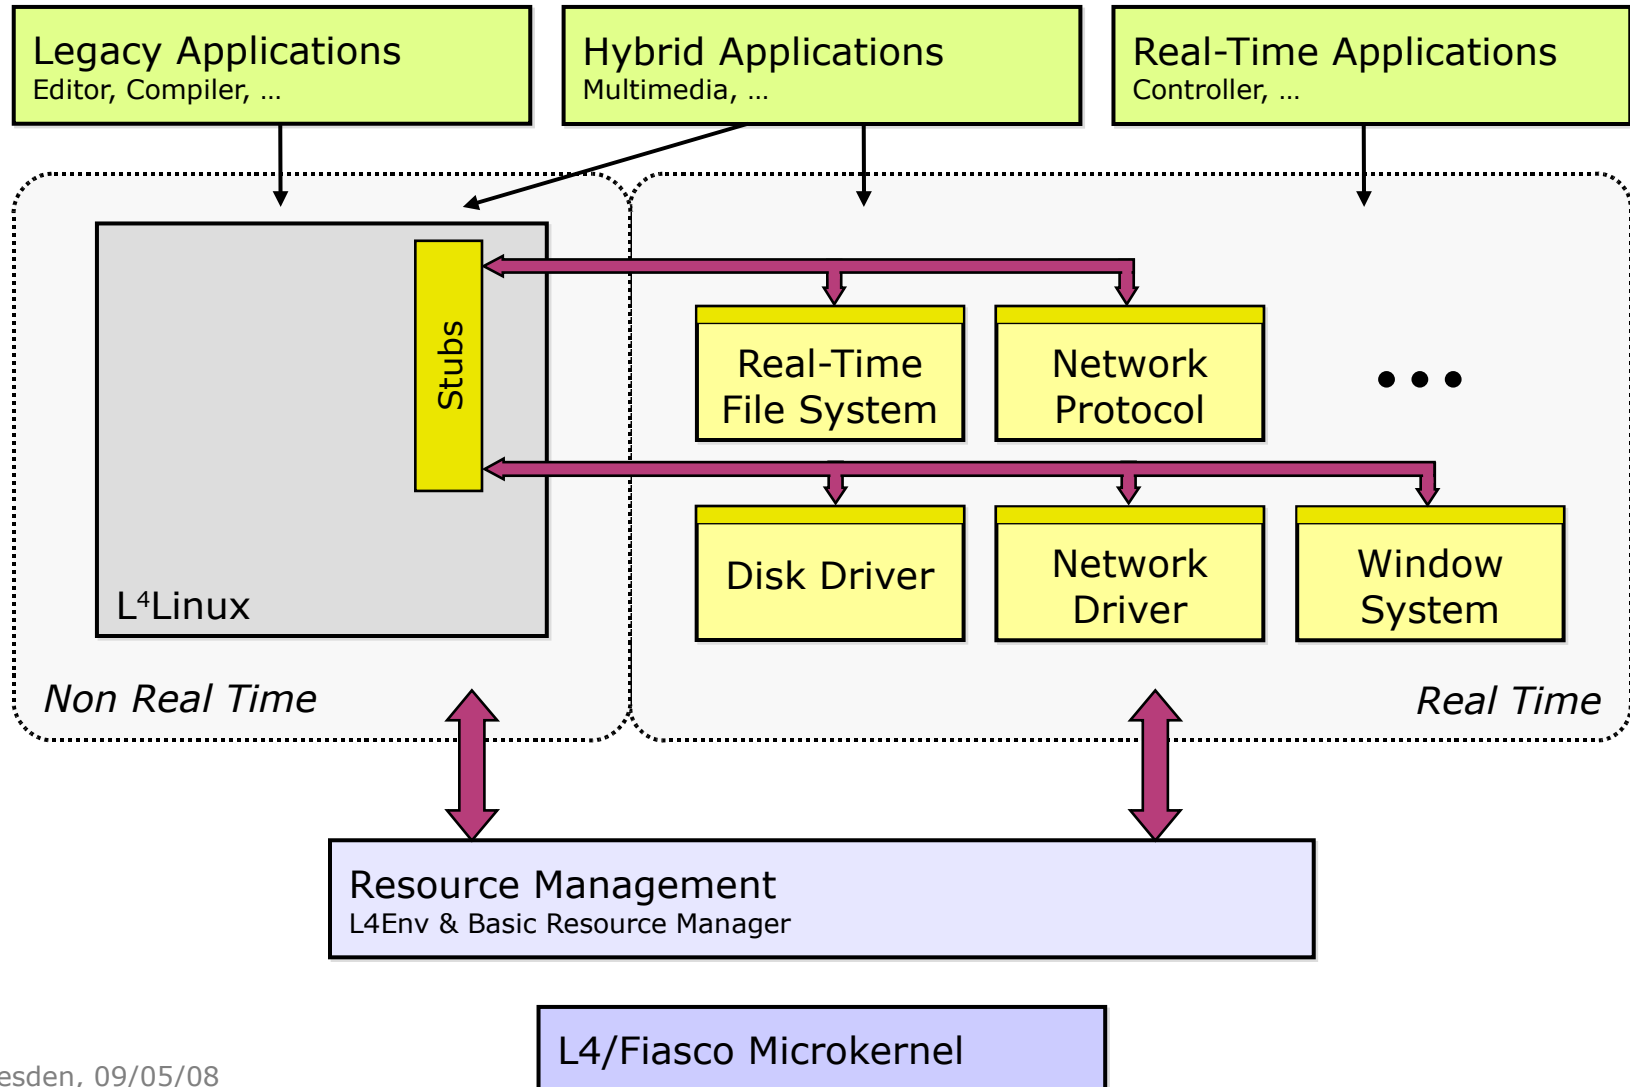 Legacy Applications
Editor, Compiler, ...
Hybrid Applications
Multimedia, ...
Real-Time Applications
Controller, ...
Stubs
L⁴Linux
Non Real Time
Real-Time
File System
Network
Protocol
Disk Driver
Network
Driver
Window
System
Real Time
Resource Management
L4Env & Basic Resource Manager
L4/Fiasco Microkernel
09/05/08